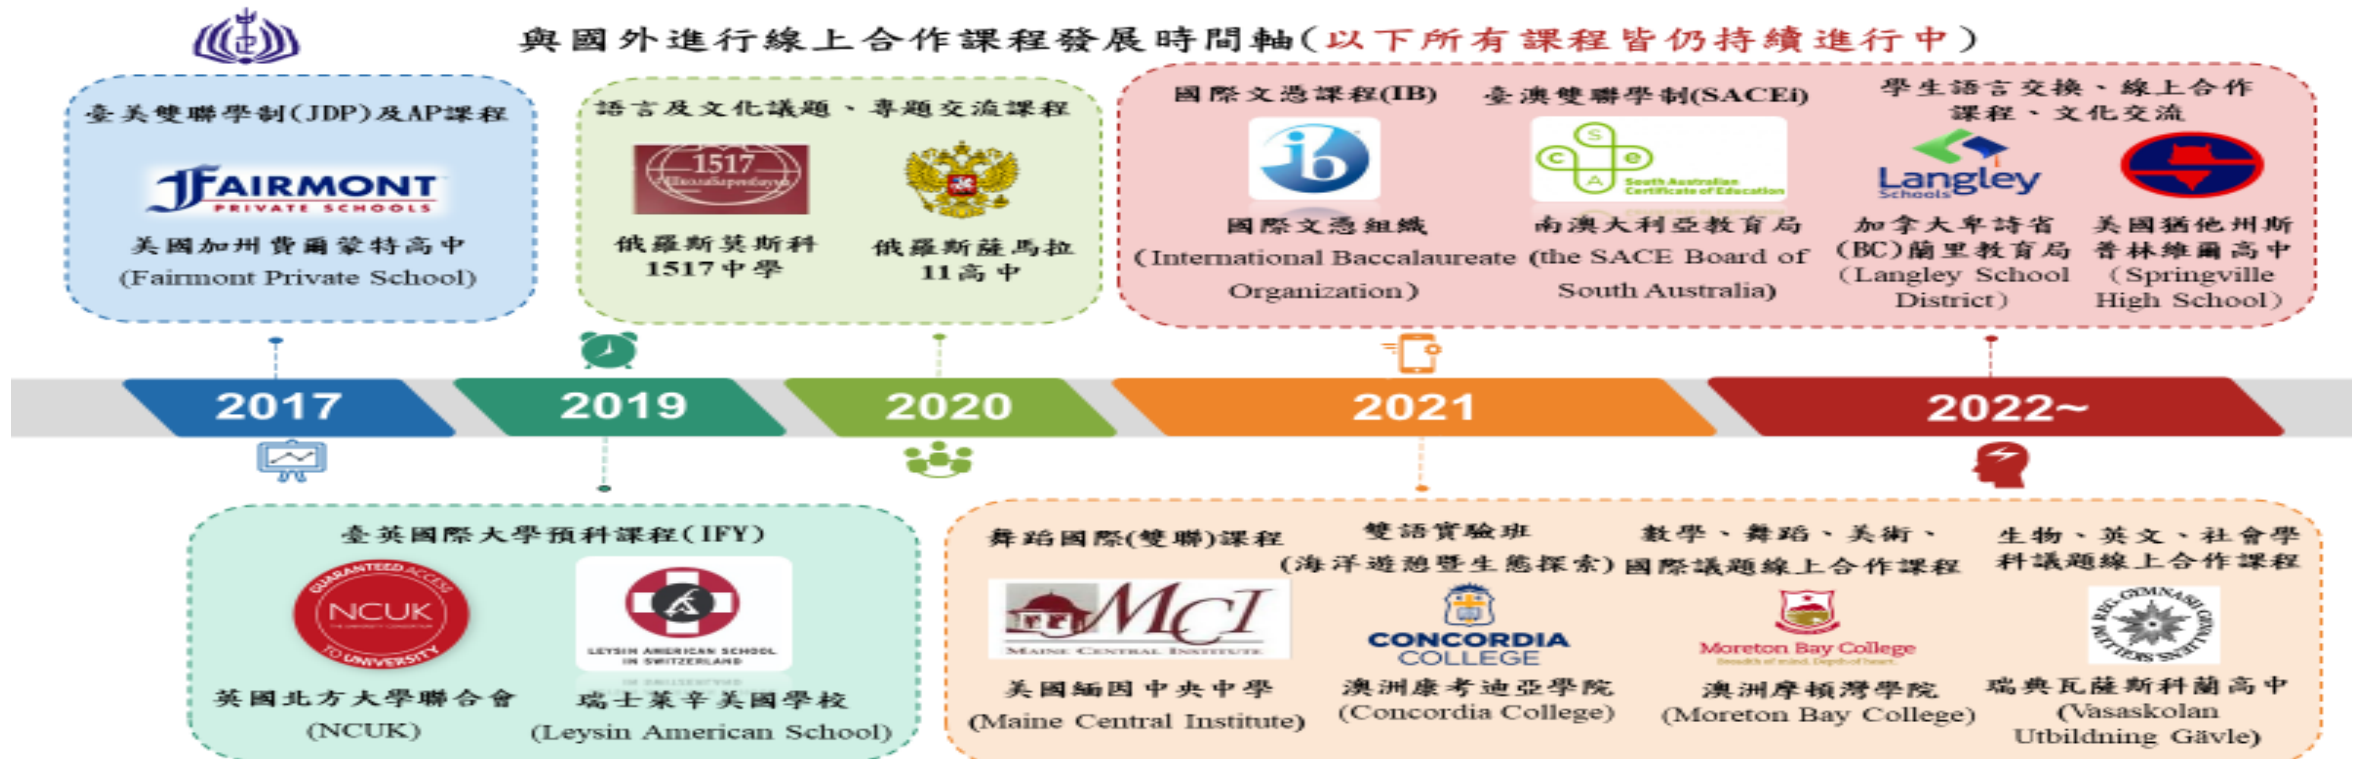 與國外進行線上合作課程發展時間軸(以下所有課程皆仍持續進行中)
臺美雙聯學制(JDP)及AP課程
FAIRMONT
PRIVATE SCHOOLS
美國加州費爾蒙特高中
(Fairmont Private School)
語言及文化議題、專題交流課程
1517
俄羅斯莫斯科
1517中學
俄羅斯薩馬拉
11高中
國際文憑課程(IB)
ib
國際文憑組織
(International Baccalaureate
Organization)
臺澳雙聯學制(SACEi)
S
c e
A
South Australian
Certificate of Education
南澳大利亞教育局
(the SACE Board of
South Australia)
學生語言交換、線上合作
課程、文化交流
Langley
Schools
加拿大卑詩省
(BC)蘭里教育局
(Langley School
District)
美國猶他州斯
普林維爾高中
(Springville
High School)
2017
2019
2020
2021
2022~
臺英國際大學預科課程(IFY)
GUARANTEED ACCESS
NCUK
THE UNIVERSITY CONSORTIUM
TO UNIVERSITY
英國北方大學聯合會
(NCUK)
LEYSIN AMERICAN SCHOOL
IN SWITZERLAND
瑞士萊辛美國學校
(Leysin American School)
舞蹈國際(雙聯)課程
MCI
MAINE CENTRAL INSTITUTE
美國緬因中央中學
(Maine Central Institute)
雙語實驗班
(海洋遊憩暨生態探索)
CONCORDIA
COLLEGE
澳洲康考迪亞學院
(Concordia College)
數學、舞蹈、美術、
國際議題線上合作課程
Moreton Bay College
Breadth of mind. Depth of heart.
澳洲摩頓灣學院
(Moreton Bay College)
生物、英文、社會學
科議題線上合作課程
瑞典瓦薩斯科蘭高中
(Vasaskolan
Utbildning Gävle)